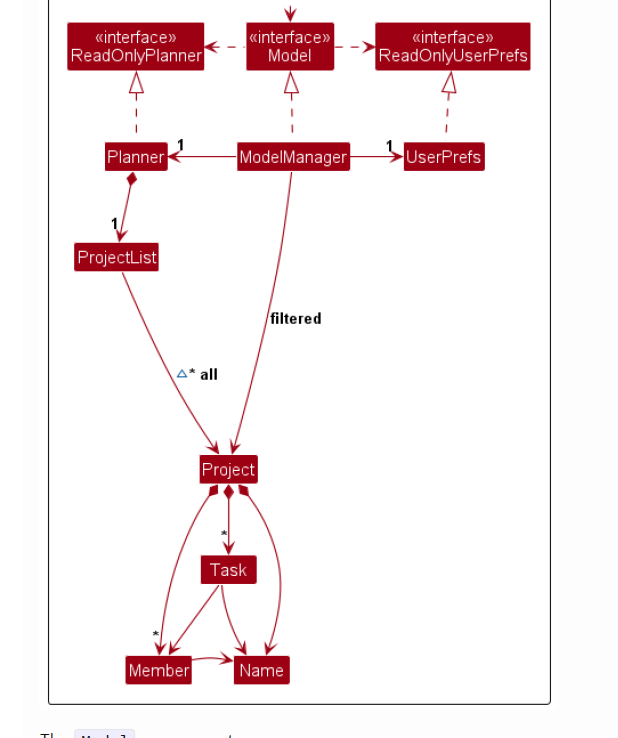 «interface»
ReadOnlyPlanner
«interface»
Model
«interface»
ReadOnlyUserPrefs
Planner
1
ModelManager
1
UserPrefs
1
ProjectList
filtered
* all
Project
*
Task
*
Member
Name